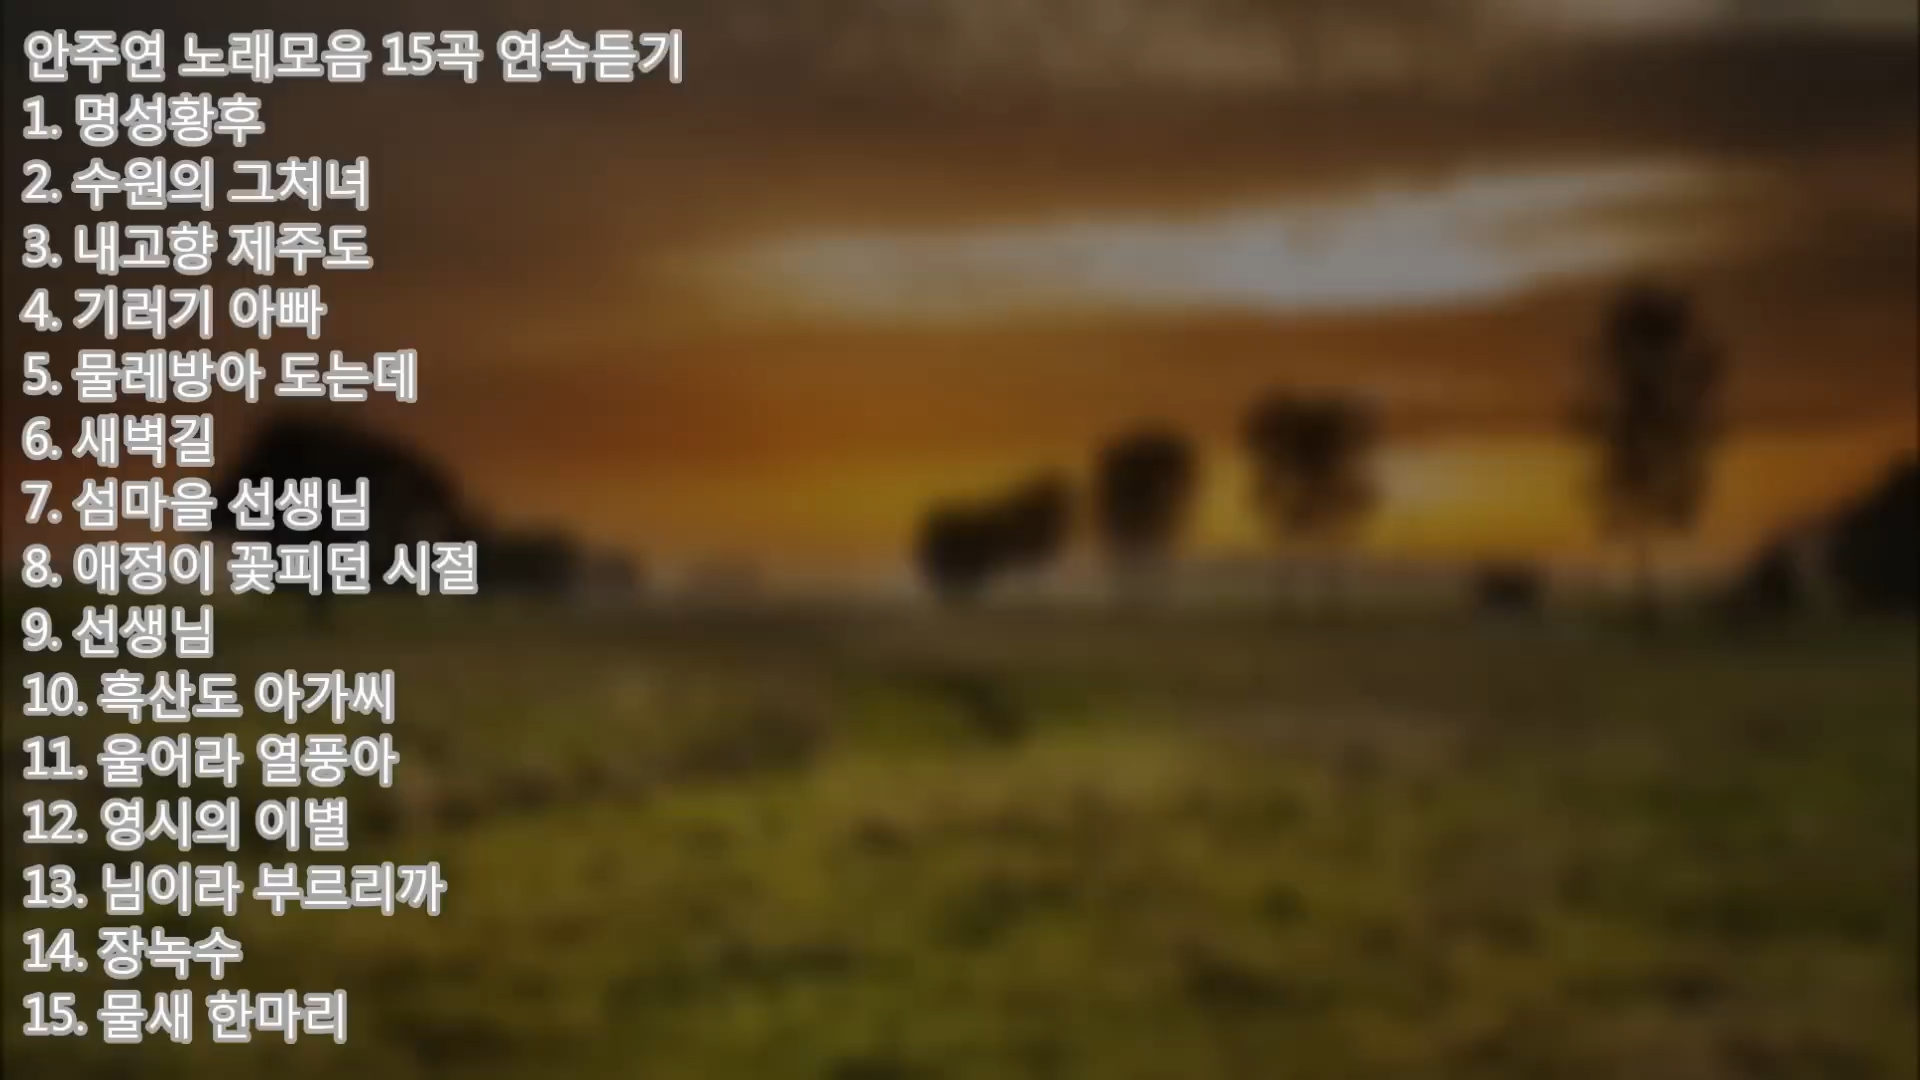 안주연 노래모음 15곡 연속듣기
1. 명성황후
2. 수원의 그처녀
3. 내고향 제주도
4. 기러기 아빠
5. 물레방아 도는데
6. 새벽길
7. 섬마을 선생님
8. 애정이 꽃피던 시절
9. 선생님
10. 흑산도 아가씨
11. 울어라 열풍아
12. 영시의 이별
13. 님이라 부르리까
14. 장녹수
15. 물새 한마리